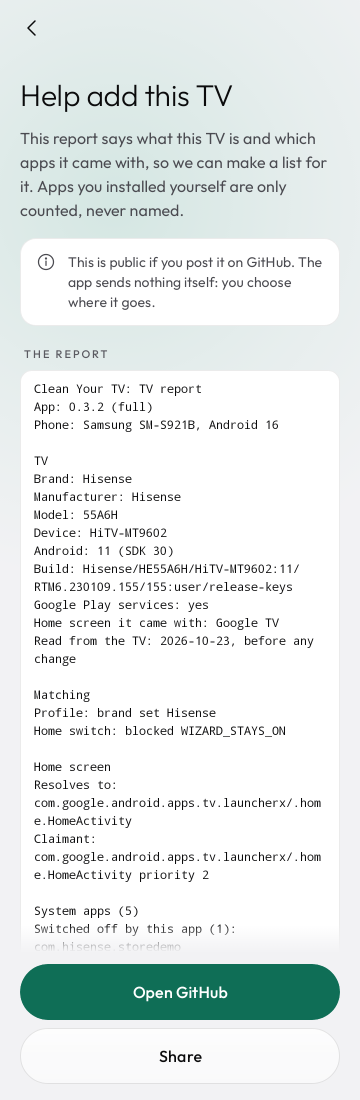 Help add this TV
This report says what this TV is and which
apps it came with, so we can make a list for
it. Apps you installed yourself are only
counted, never named.
This is public if you post it on GitHub. The
app sends nothing itself: you choose
where it goes.
THE REPORT
Clean Your TV: TV report
App: 0.3.2 (full)
Phone: Samsung SM-S921B, Android 16
TV
Brand: Hisense
Manufacturer: Hisense
Model: 55A6H
Device: HiTV-MT9602
Android: 11 (SDK 30)
Build: Hisense/HE55A6H/HiTV-MT9602:11/
RTM6.230109.155/155:user/release-keys
Google Play services: yes
Home screen it came with: Google TV
Read from the TV: 2026-10-23, before any
change
Matching
Profile: brand set Hisense
Home switch: blocked WIZARD_STAYS_ON
Home screen
Resolves to:
com.google.android.apps.tv.launcherx/.hom
e.HomeActivity
Claimant:
com.google.android.apps.tv.launcherx/.hom
e.HomeActivity priority 2
System apps (5)
Switched off by this app (1):
com.hisense.storedemo
Open GitHub
Share